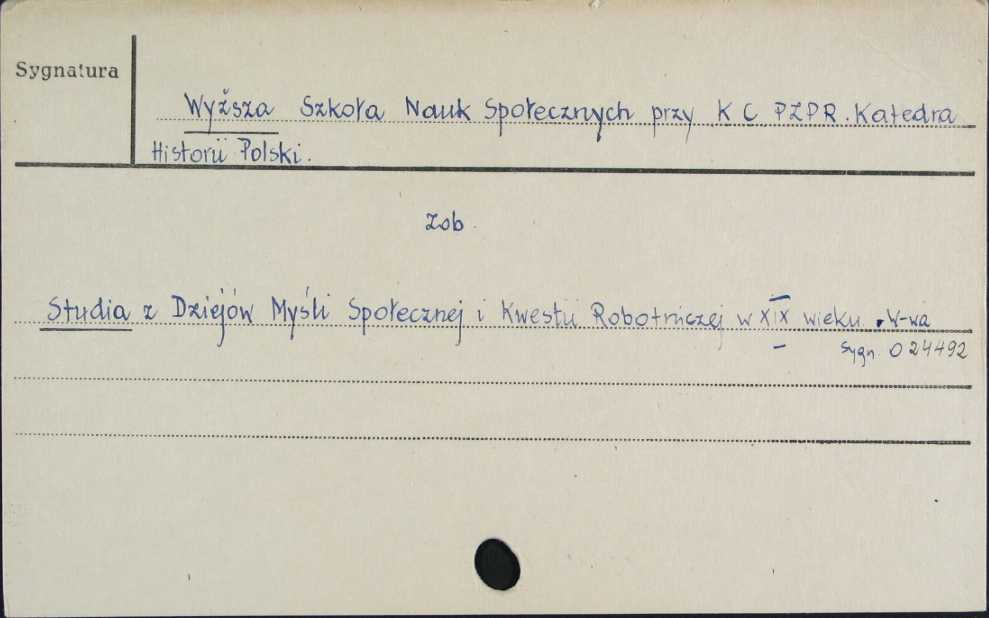 Sygnatura
Wyższa Szkoła Nauk Społecznych przy KC PZPR. Katedra
Historii Polski.
Zob.
Studia z Dziejów Myśli Społecznej i Kwestii Robotniczej w XIX wieku. W-wa
Sygn. 024492